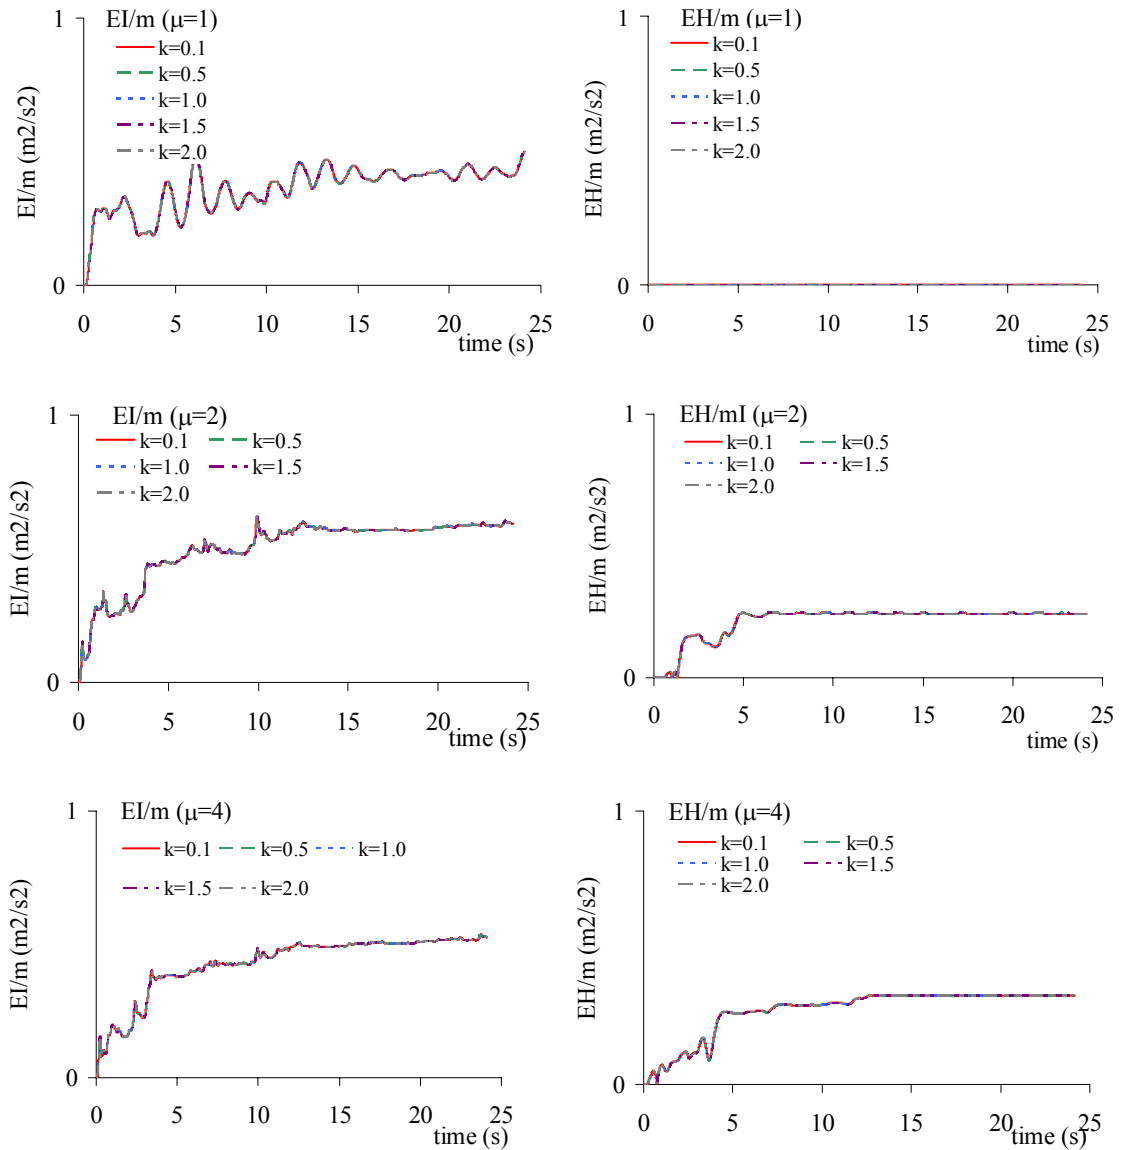 EI/m (μ=1)
1
k=0.1
k=0.5
k=1.0
k=1.5
k=2.0
EI/m (m2/s2)
0
0 5 10 15 20 25
time (s)
EH/m (μ=1)
1
k=0.1
k=0.5
k=1.0
k=1.5
k=2.0
EH/m (m2/s2)
0
0 5 10 15 20 25
time (s)
EI/m (μ=2)
1
k=0.1 k=0.5
k=1.0 k=1.5
k=2.0
EI/m (m2/s2)
0
0 5 10 15 20 25
time (s)
EH/mI (μ=2)
1
k=0.1 k=0.5
k=1.0 k=1.5
k=2.0
EH/m (m2/s2)
0
0 5 10 15 20 25
time (s)
EI/m (μ=4)
1
k=0.1 k=0.5 k=1.0
k=1.5 k=2.0
EI/m (m2/s2)
0
0 5 10 15 20 25
time (s)
EH/m (μ=4)
1
k=0.1 k=0.5
k=1.0 k=1.5
k=2.0
EH/m (m2/s2)
0
0 5 10 15 20 25
time (s)